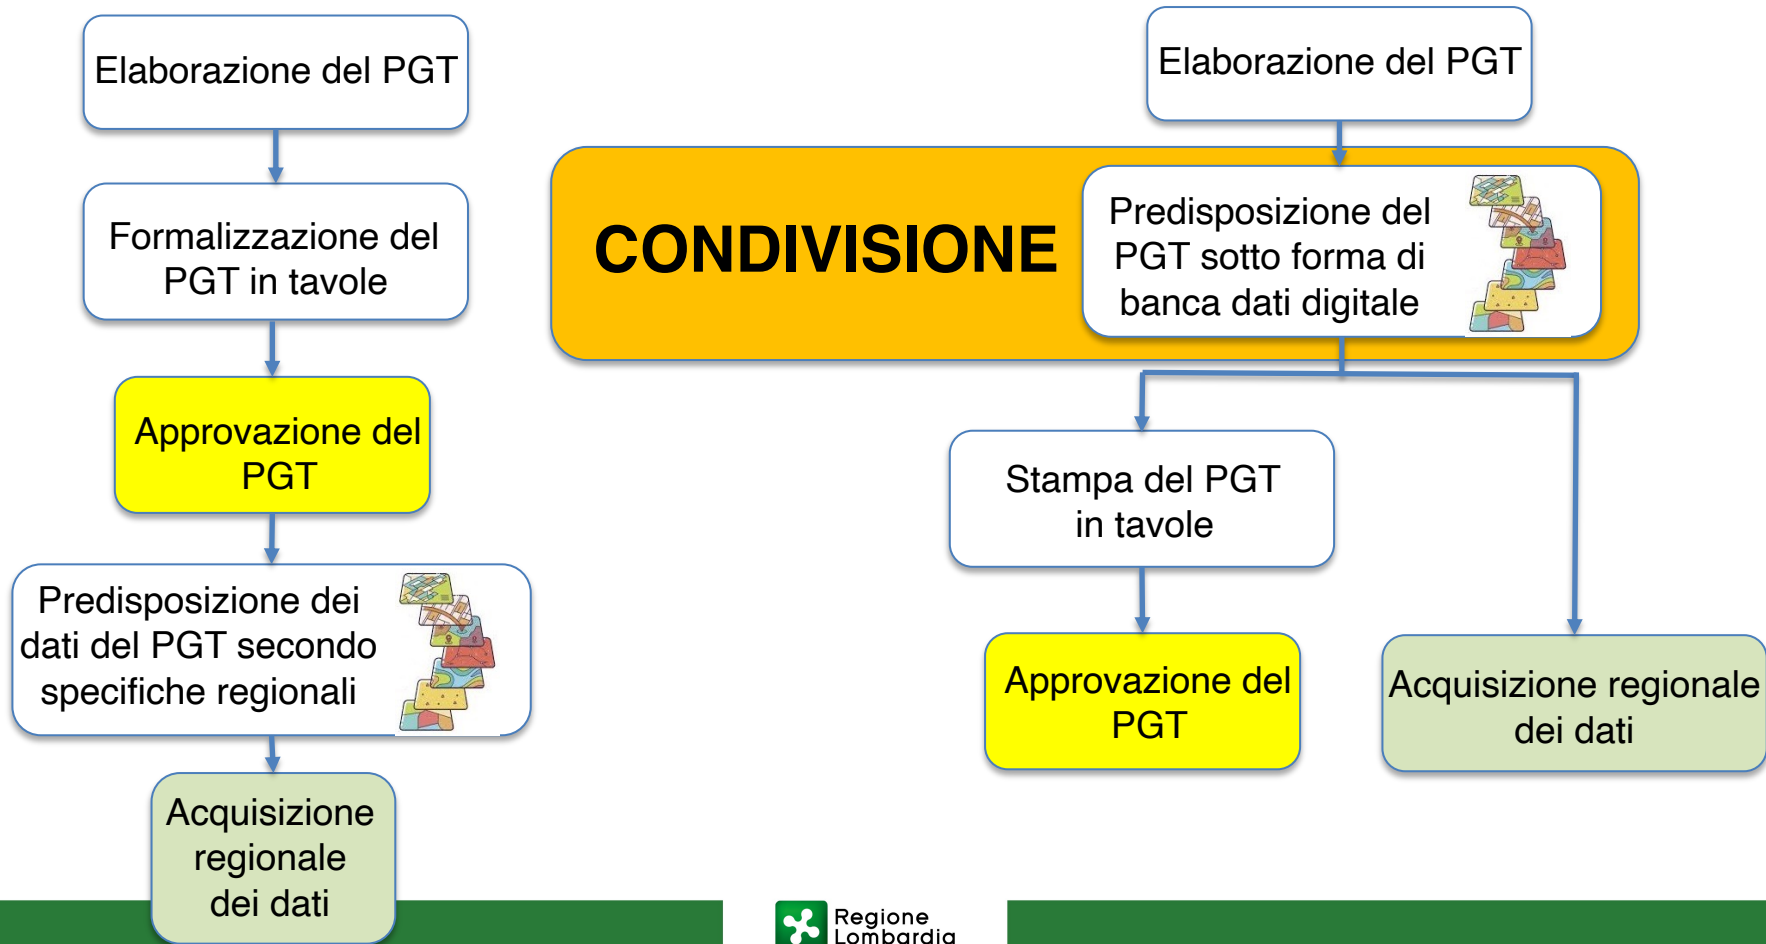 Elaborazione del PGT
Formalizzazione del
PGT in tavole
Approvazione del
PGT
Predisposizione dei
dati del PGT secondo
specifiche regionali
Acquisizione
regionale
dei dati
Elaborazione del PGT
CONDIVISIONE
Predisposizione del
PGT sotto forma di
banca dati digitale
Stampa del PGT
in tavole
Approvazione del
PGT
Acquisizione regionale
dei dati
Regione
Lombardia